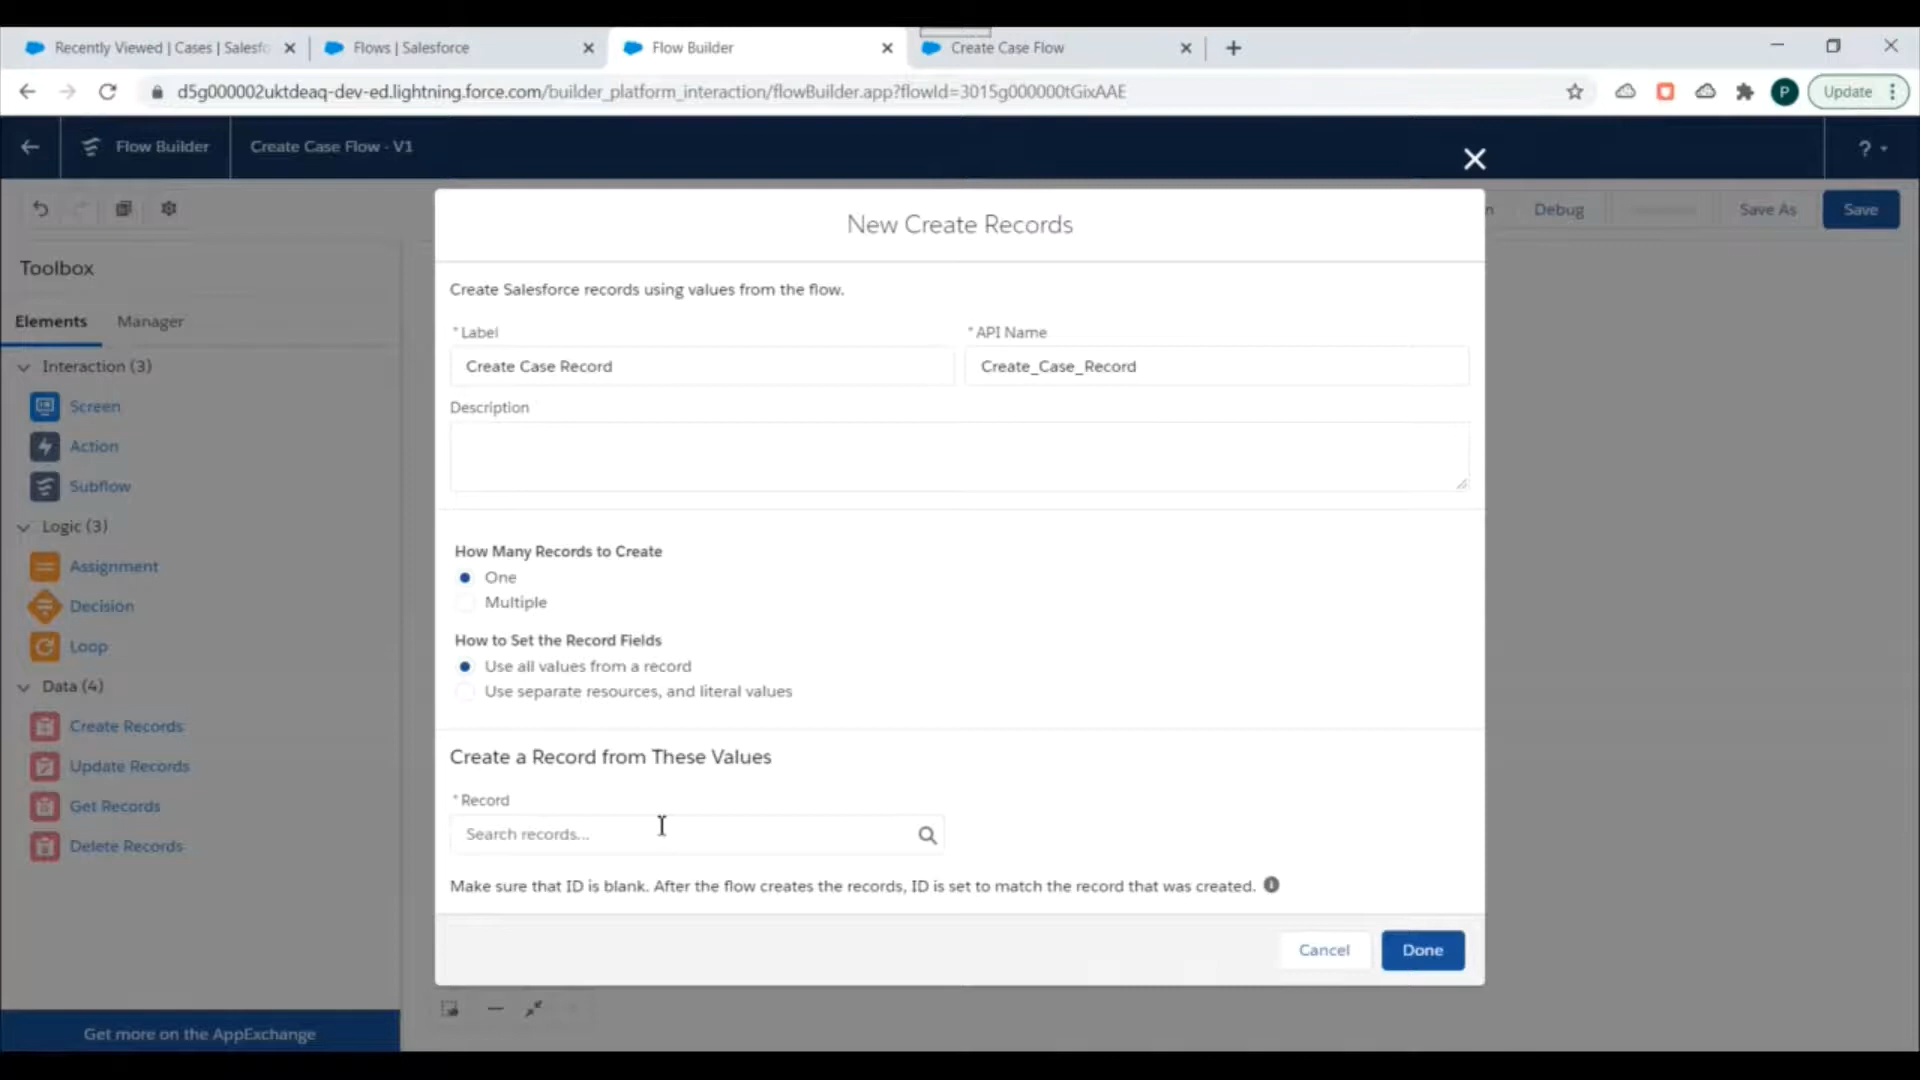 Recently Viewed | Cases | Salesfo
Flows | Salesforce
Flow Builder
Create Case Flow
d5g000002uktdeaq-dev-ed.lightning.force.com/builder_platform_interaction/flowBuilder.app?flowId=3015g000000tGixAAE
P
Update
Flow Builder
Create Case Flow - V1
?
n
Debug
Save As
Save
Toolbox
Elements
Manager
Interaction (3)
Screen
Action
Subflow
Logic (3)
Assignment
Decision
Loop
Data (4)
Create Records
Update Records
Get Records
Delete Records
Get more on the AppExchange
New Create Records
Create Salesforce records using values from the flow.
* Label
* API Name
Create Case Record
Create_Case_Record
Description
How Many Records to Create
One
Multiple
How to Set the Record Fields
Use all values from a record
Use separate resources, and literal values
Create a Record from These Values
* Record
Search records...
Make sure that ID is blank. After the flow creates the records, ID is set to match the record that was created.
Cancel
Done